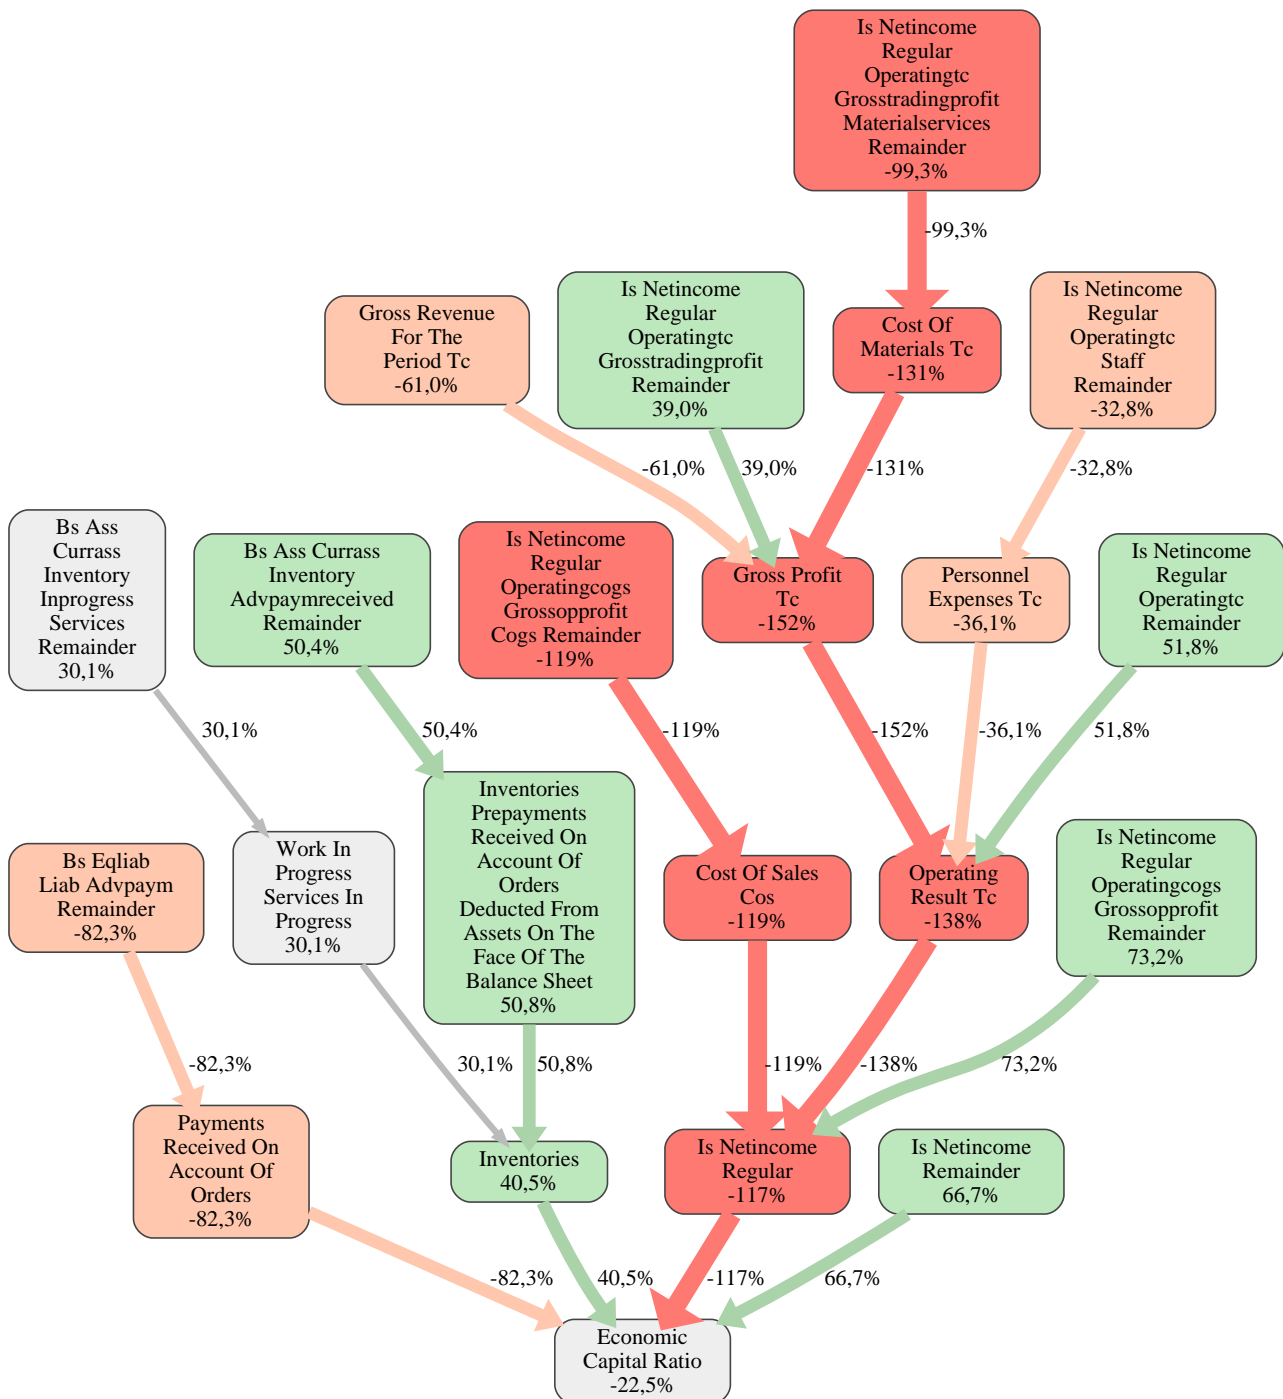 Is Netincome
Regular
Operatingtc
Grosstradingprofit
Materialservices
Remainder
-99,3%
-99,3%
Gross Revenue
For The
Period Tc
-61,0%
Is Netincome
Regular
Operatingtc
Grosstradingprofit
Remainder
39,0%
Cost Of
Materials Tc
-131%
Is Netincome
Regular
Operatingtc
Staff
Remainder
-32,8%
-61,0%
39,0%
-131%
-32,8%
Bs Ass
Currass
Inventory
Inprogress
Services
Remainder
30,1%
Bs Ass Currass
Inventory
Advpaymreceived
Remainder
50,4%
Is Netincome
Regular
Operatingcogs
Grossopprofit
Cogs Remainder
-119%
Gross Profit
Tc
-152%
Personnel
Expenses Tc
-36,1%
Is Netincome
Regular
Operatingtc
Remainder
51,8%
30,1%
50,4%
-119%
-152%
-36,1%
51,8%
Bs Eqliab
Liab Advpaym
Remainder
-82,3%
Work In
Progress
Services In
Progress
30,1%
Inventories
Prepayments
Received On
Account Of
Orders
Deducted From
Assets On The
Face Of The
Balance Sheet
50,8%
Cost Of Sales
Cos
-119%
Operating
Result Tc
-138%
Is Netincome
Regular
Operatingcogs
Grossopprofit
Remainder
73,2%
-82,3%
30,1%
50,8%
-119%
-138%
73,2%
Payments
Received On
Account Of
Orders
-82,3%
Inventories
40,5%
Is Netincome
Regular
-117%
Is Netincome
Remainder
66,7%
-82,3%
40,5%
-117%
66,7%
Economic
Capital Ratio
-22,5%